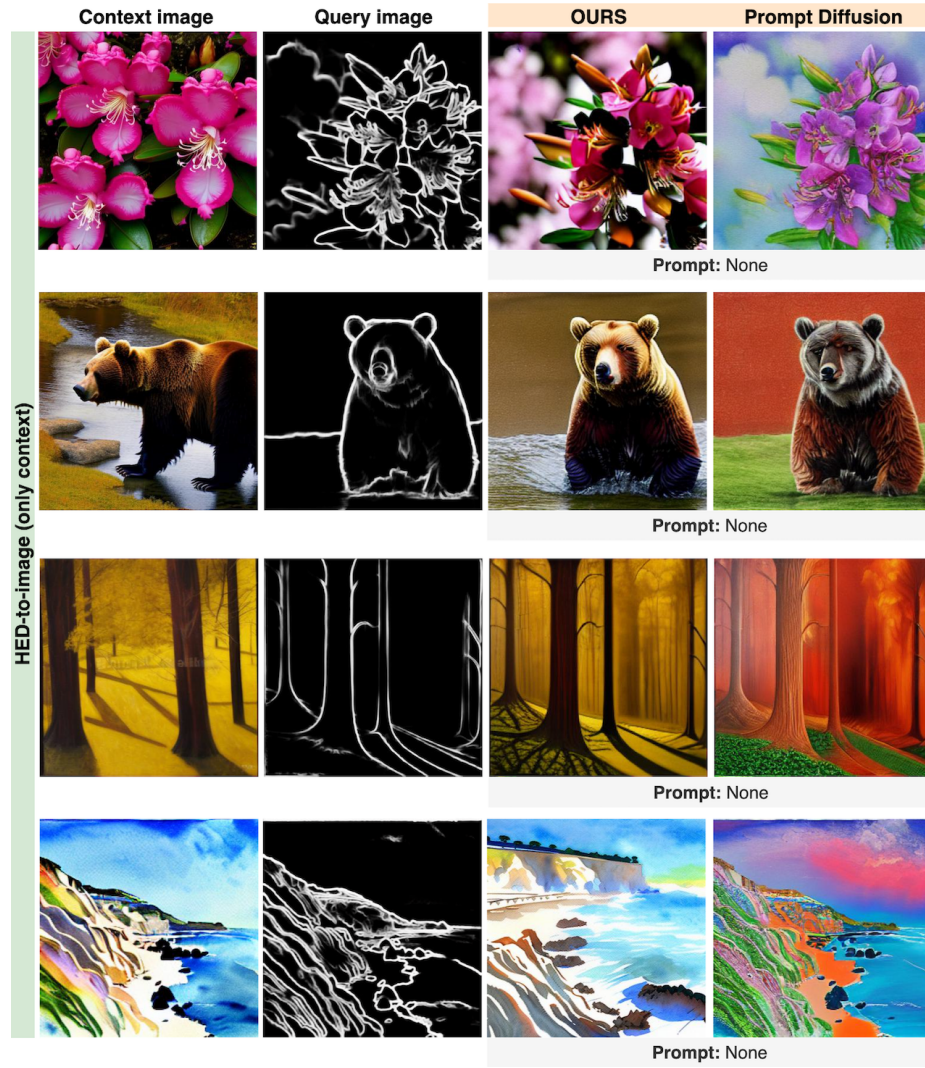 Context image
Query image
OURS
Prompt Diffusion
HED-to-image (only context)
Prompt: None
Prompt: None
Prompt: None
Prompt: None